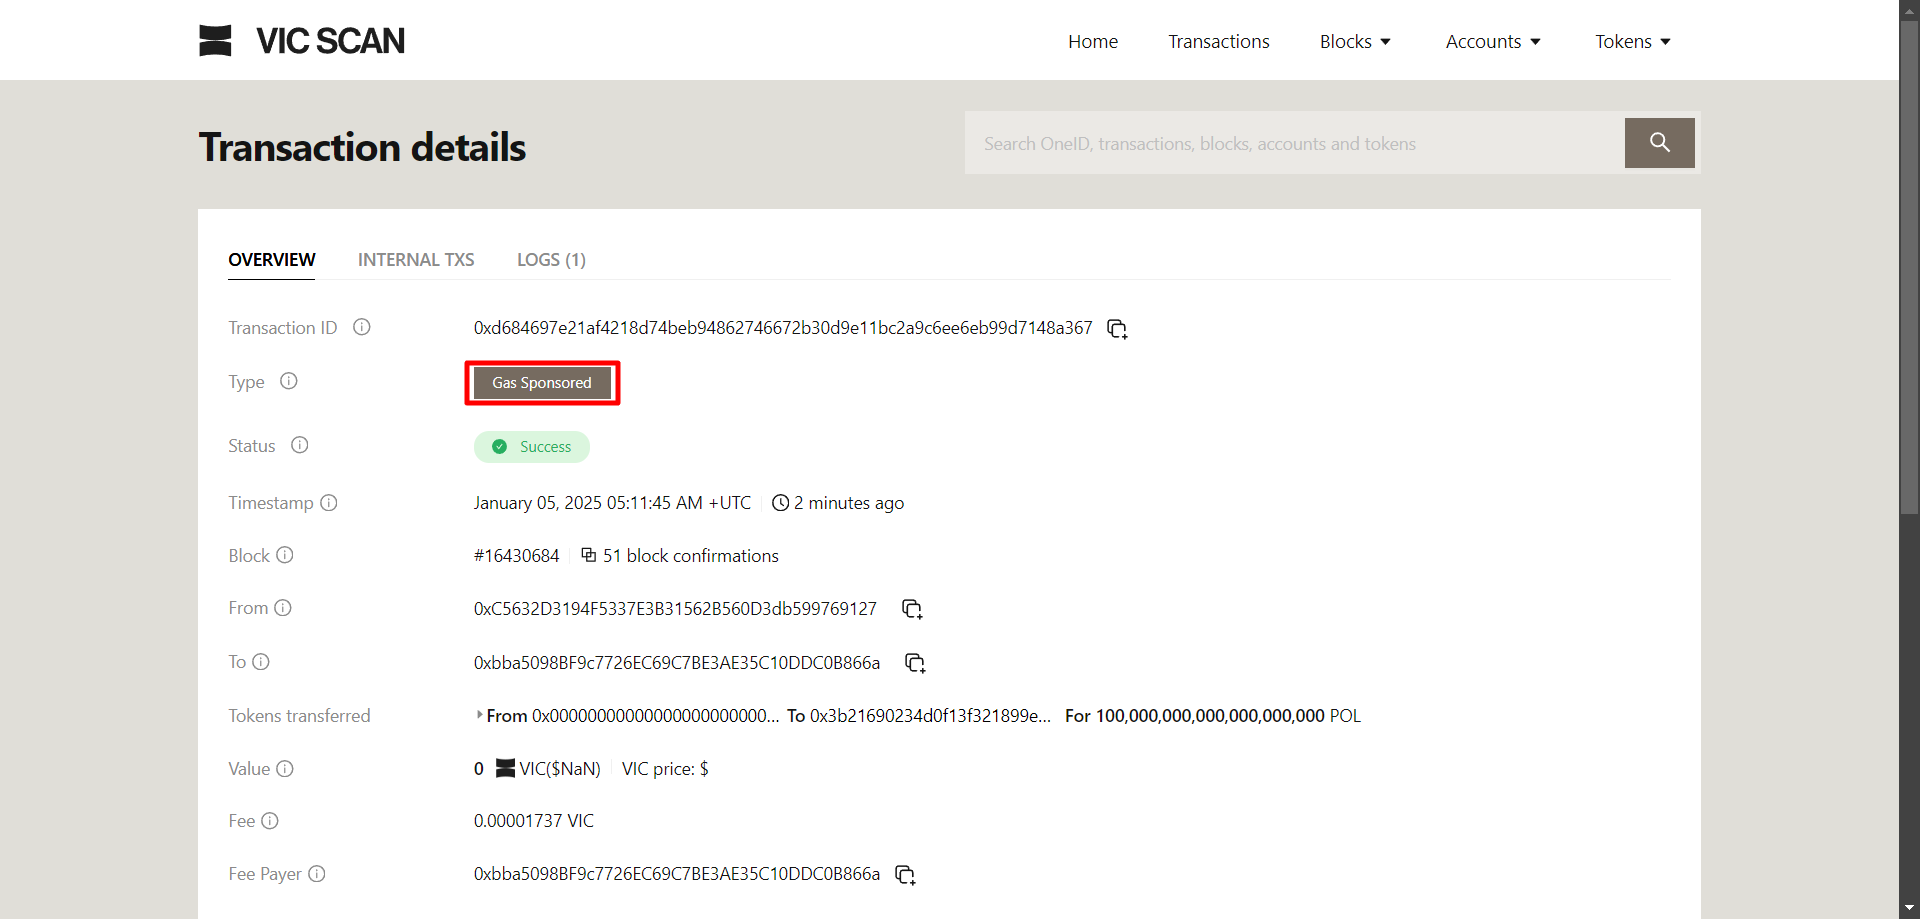 VIC SCAN
Home Transactions Blocks Accounts Tokens
Transaction details
Search OneID, transactions, blocks, accounts and tokens
OVERVIEW INTERNAL TXS LOGS (1)
Transaction ID 0xd684697e21af4218d74beb94862746672b30d9e11bc2a9c6ee6eb99d7148a367
Type Gas Sponsored
Status Success
Timestamp January 05, 2025 05:11:45 AM +UTC 2 minutes ago
Block #16430684 51 block confirmations
From 0xC5632D3194F5337E3B31562B560D3db599769127
To 0xbba5098BF9c7726EC69C7BE3AE35C10DDC0B866a
Tokens transferred From 0x00000000000000000000000... To 0x3b21690234d0f13f321899e... For 100,000,000,000,000,000,000 POL
Value 0 VIC($NaN) VIC price: $
Fee 0.00001737 VIC
Fee Payer 0xbba5098BF9c7726EC69C7BE3AE35C10DDC0B866a